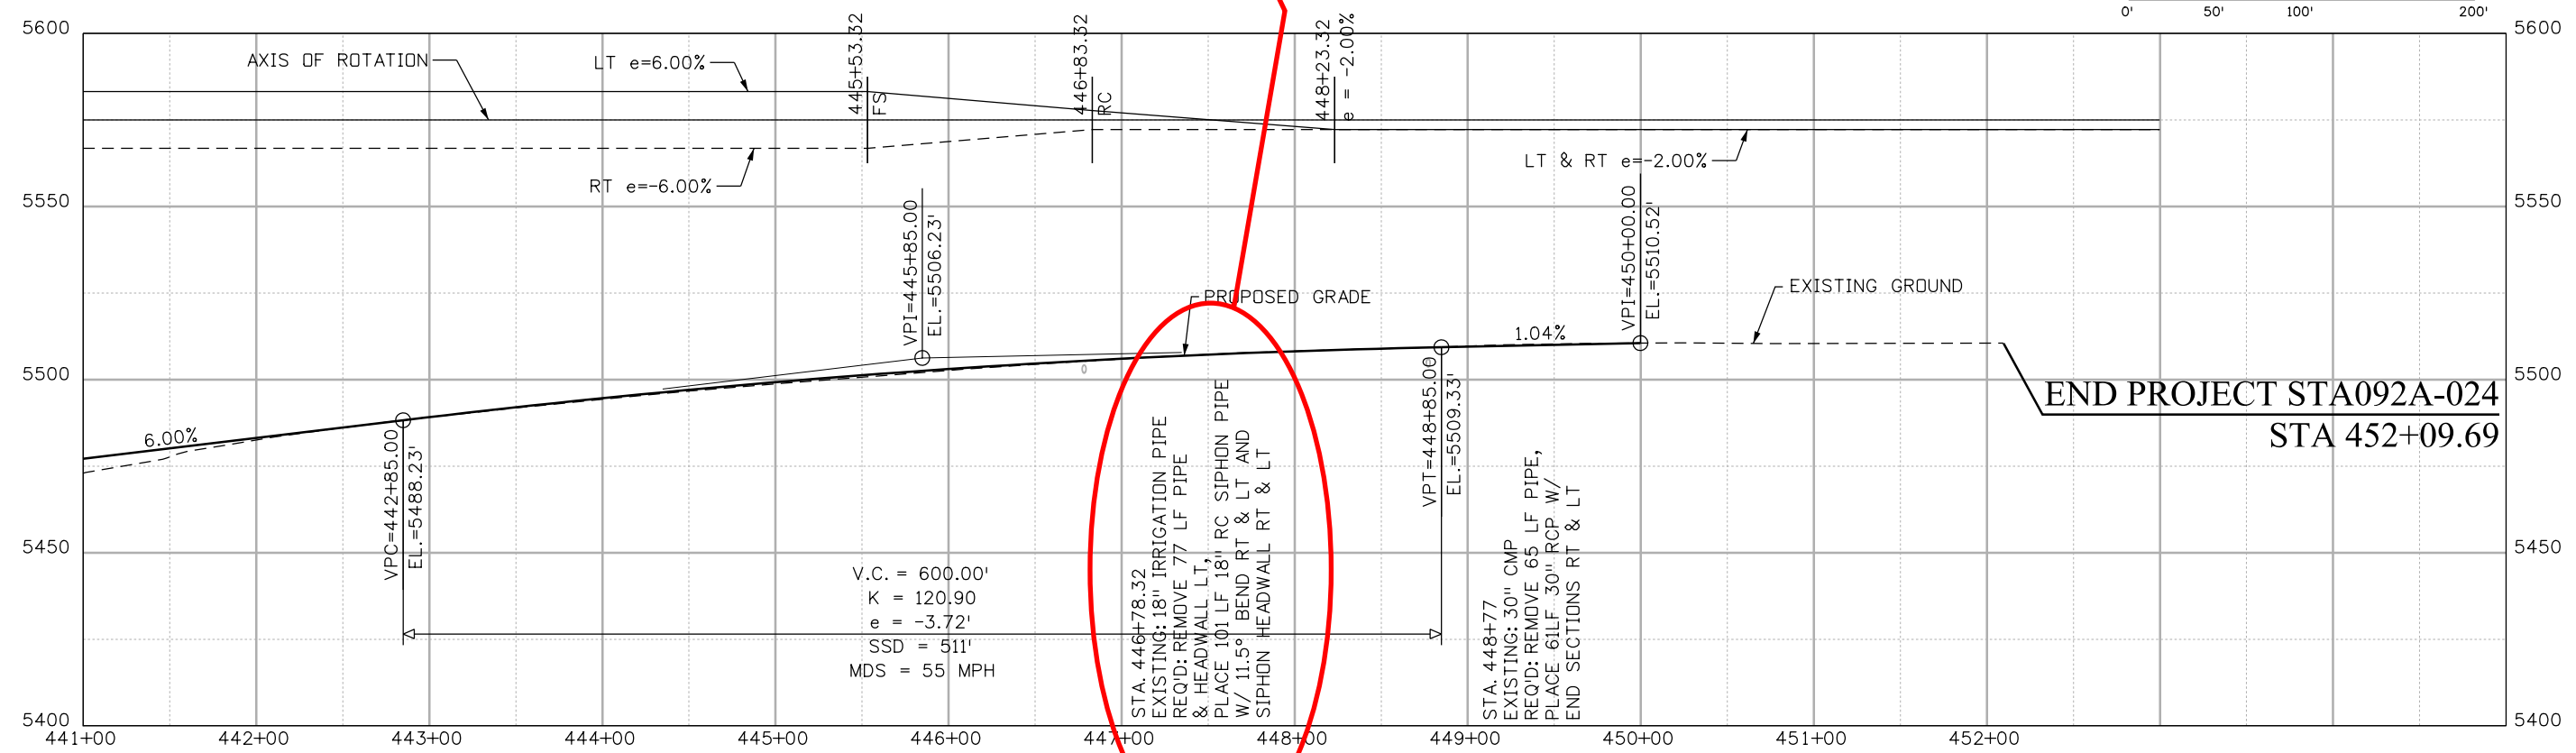 0' 50' 100' 200'
5600
5600
5550
5550
5500
5500
5450
5450
5400
5400
AXIS OF ROTATION
LT e=6.00%
RT e=-6.00%
445+53.32
FS
446+83.32
RC
448+23.32
e = -2.00%
LT & RT e=-2.00%
VPI=445+85.00
EL.=5506.23'
PROPOSED GRADE
VPI=450+00.00
EL.=5510.52'
EXISTING GROUND
1.04%
6.00%
VPC=442+85.00
EL.=5488.23'
VPT=448+85.00
EL.=5509.33'
END PROJECT STA092A-024
STA 452+09.69
V.C. = 600.00'
K = 120.90
e = -3.72'
SSD = 511'
MDS = 55 MPH
STA. 446+78.32
EXISTING: 18" IRRIGATION PIPE
REQ'D: REMOVE 77 LF PIPE
& HEADWALL LT,
PLACE 101 LF 18" RC SIPHON PIPE
W/ 11.5° BEND RT & LT AND
SIPHON HEADWALL RT & LT
STA. 448+77
EXISTING: 30" CMP
REQ'D: REMOVE 65 LF PIPE,
PLACE 61LF 30" RCP W/
END SECTIONS RT & LT
441+00 442+00 443+00 444+00 445+00 446+00 447+00 448+00 449+00 450+00 451+00 452+00